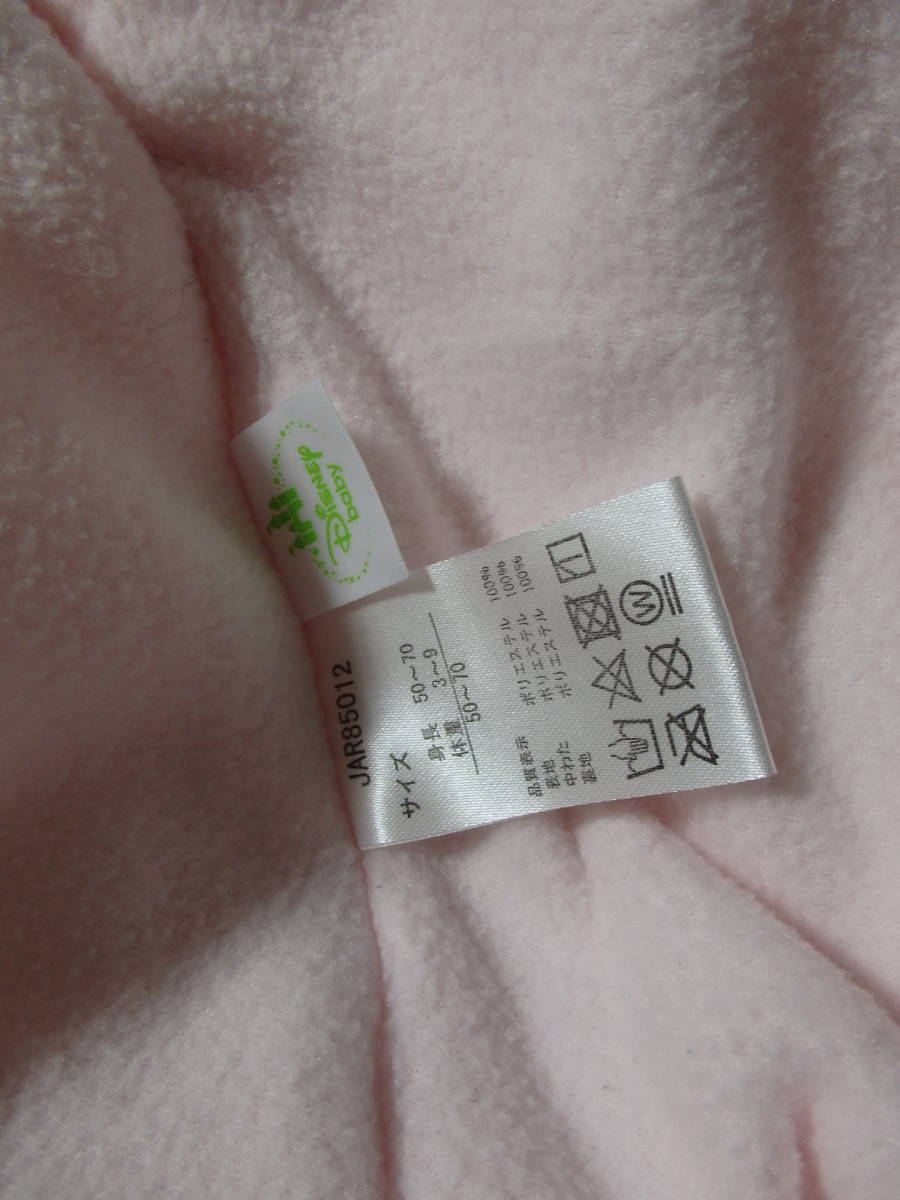 Disney
baby
JAR85012
サイズ
身長 50~70
体重 3~9
50~70
品質表示
表地 ポリエステル 100%
中わた ポリエステル 100%
裏地 ポリエステル 100%
W